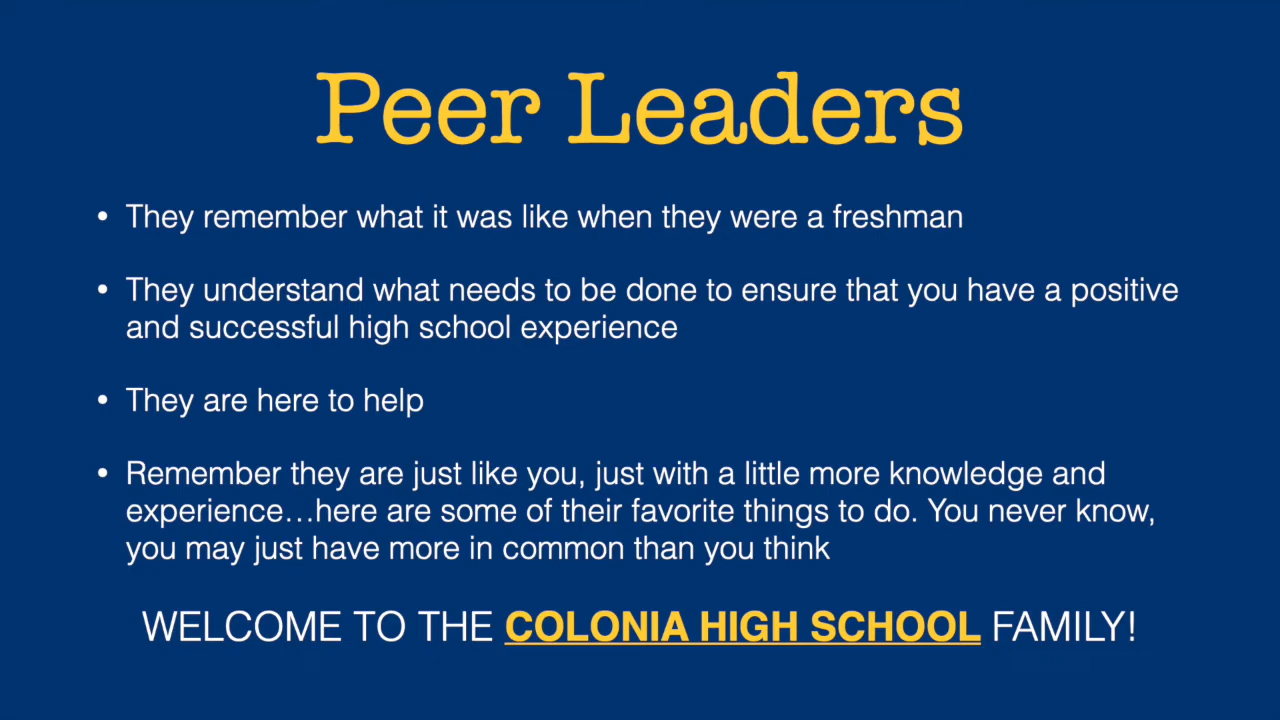 Peer Leaders
• They remember what it was like when they were a freshman
• They understand what needs to be done to ensure that you have a positive
and successful high school experience
• They are here to help
• Remember they are just like you, just with a little more knowledge and
experience…here are some of their favorite things to do. You never know,
you may just have more in common than you think
WELCOME TO THE COLONIA HIGH SCHOOL FAMILY!